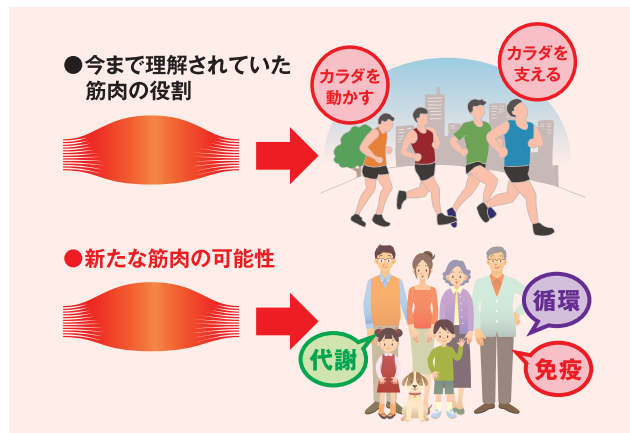 ●今まで理解されていた
筋肉の役割
カラダを
動かす
カラダを
支える
●新たな筋肉の可能性
循環
代謝
免疫